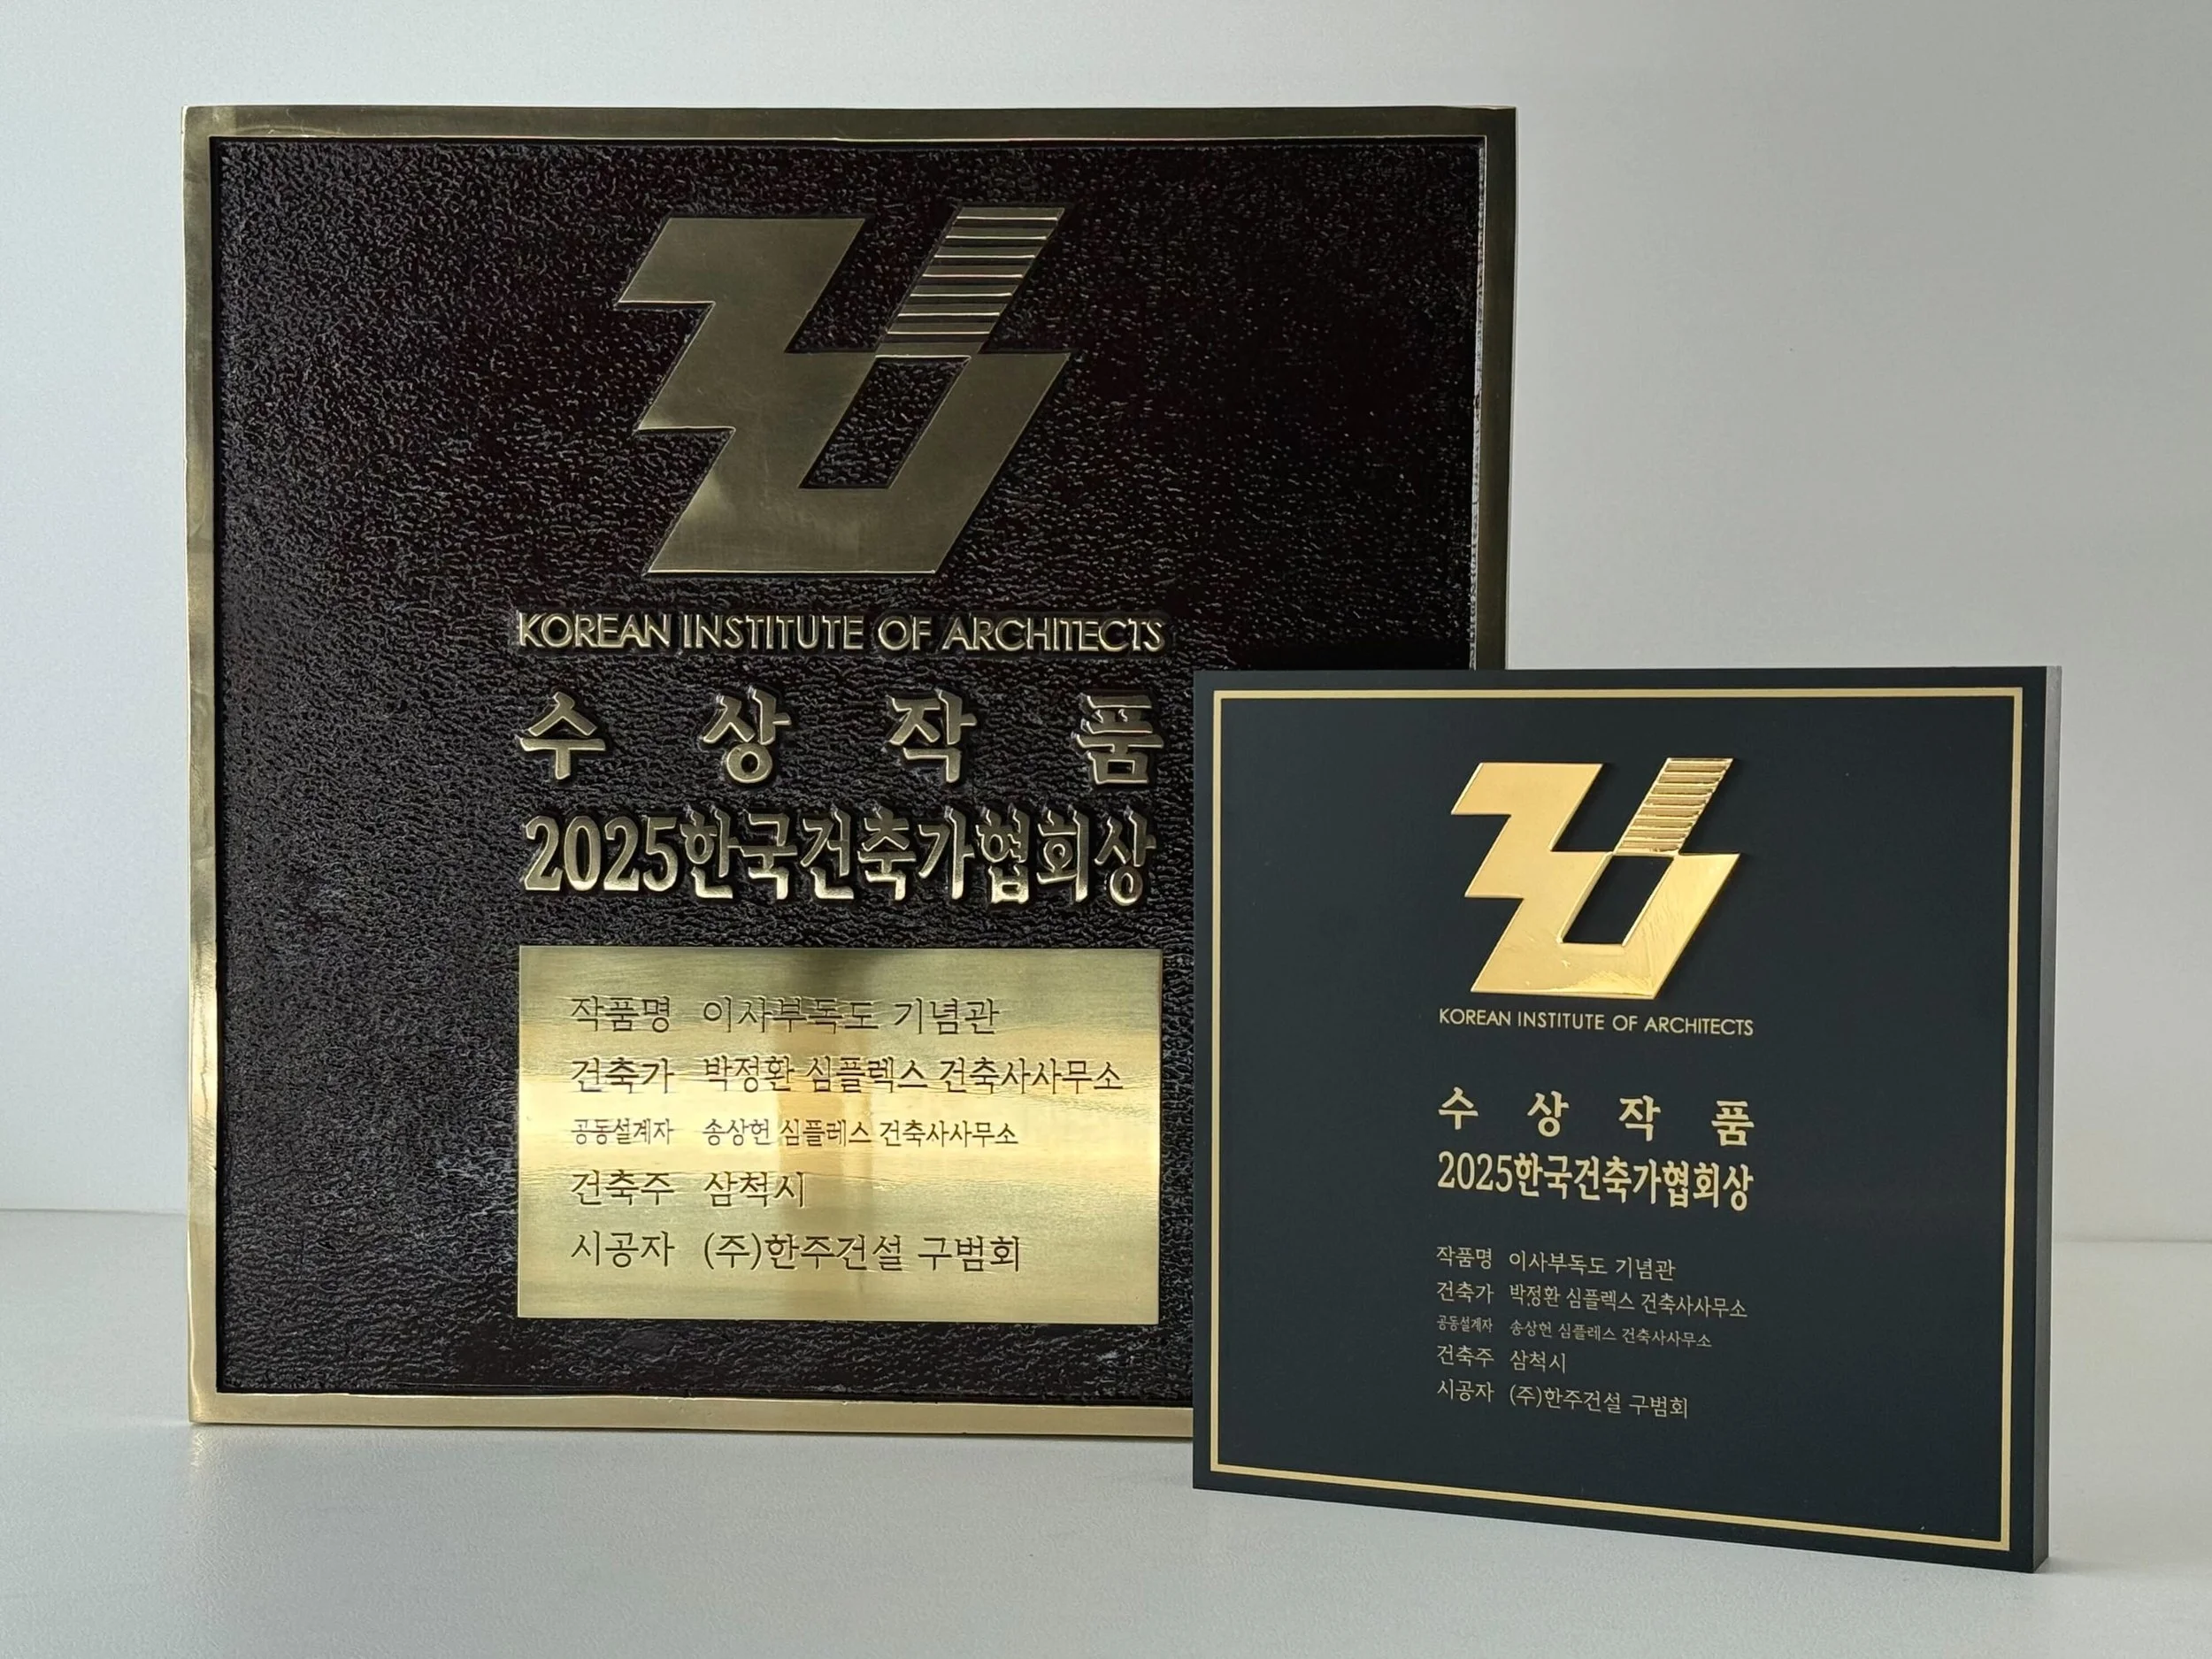 KOREAN INSTITUTE OF ARCHITECTS
수 상 작 품
2025한국건축가협회상
작품명 이사부독도 기념관
건축가 박정환 심플렉스 건축사사무소
공동설계자 송상헌 심플레스 건축사사무소
건축주 삼척시
시공자 (주)한주건설 구범회
KOREAN INSTITUTE OF ARCHITECTS
수 상 작 품
2025한국건축가협회상
작품명 이사부독도 기념관
건축가 박정환 심플렉스 건축사사무소
공동설계자 송상헌 심플레스 건축사사무소
건축주 삼척시
시공자 (주)한주건설 구범회